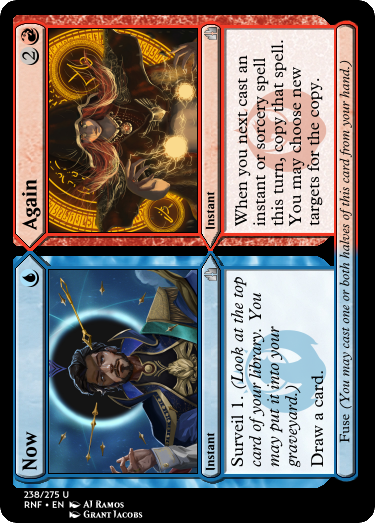 Now
Instant
Surveil 1. (Look at the top
card of your library. You
may put it into your
graveyard.)
Draw a card.
Again
2
Instant
When you next cast an
instant or sorcery spell
this turn, copy that spell.
You may choose new
targets for the copy.
Fuse (You may cast one or both halves of this card from your hand.)
238/275 U
RNF • EN AJ Ramos
Grant Jacobs